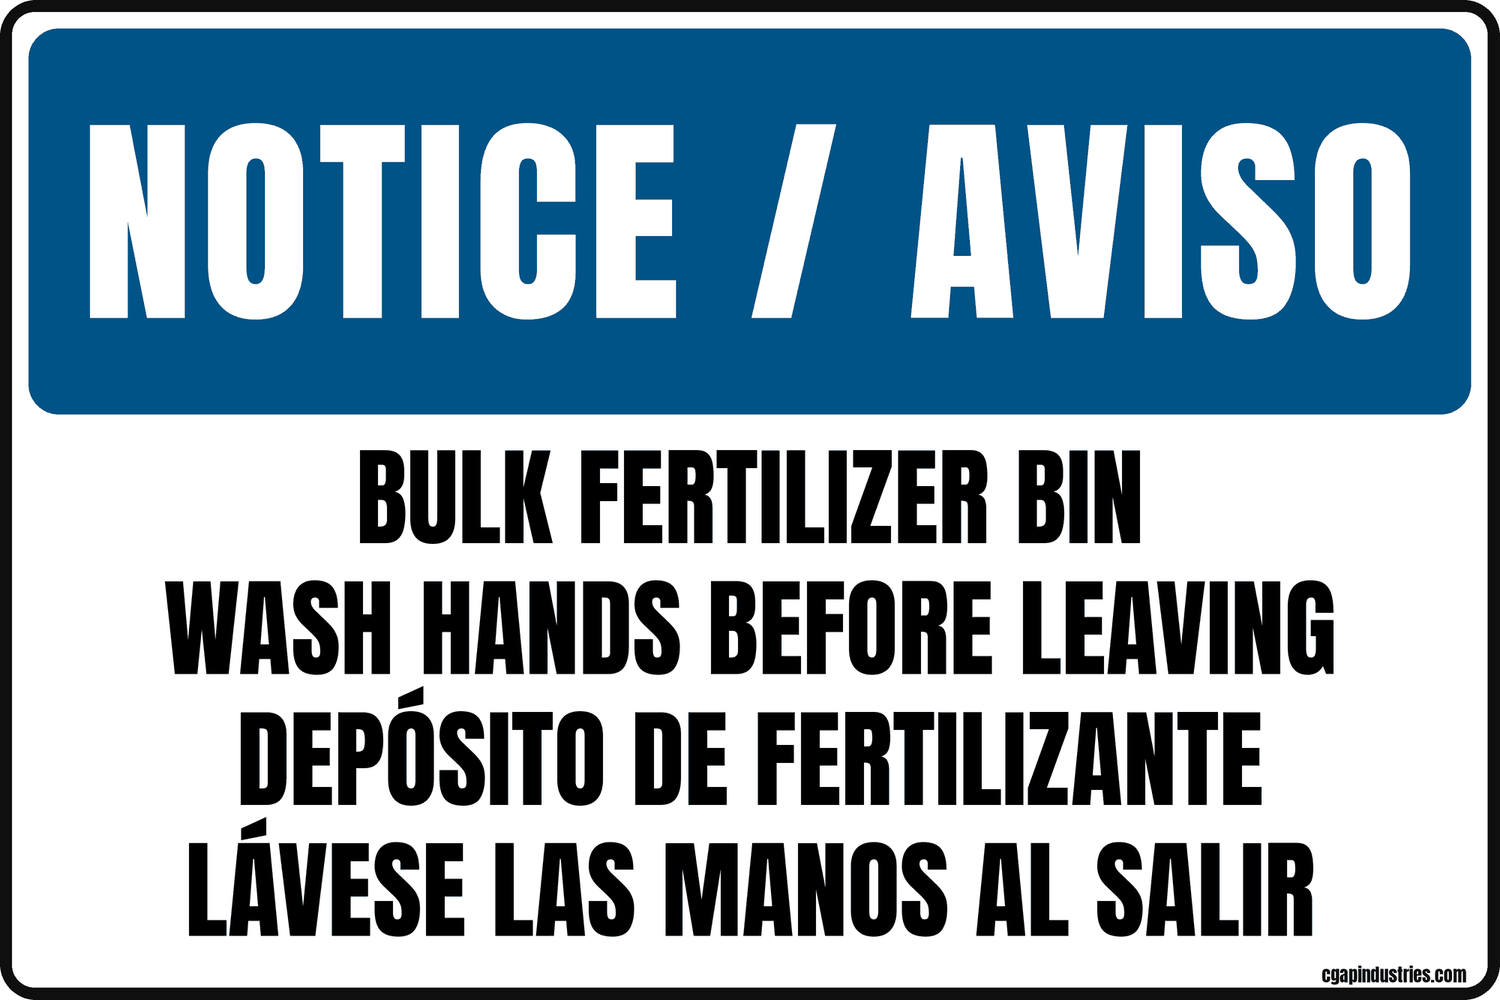 NOTICE / AVISO
BULK FERTILIZER BIN
WASH HANDS BEFORE LEAVING
DEPÓSITO DE FERTILIZANTE
LÁVESE LAS MANOS AL SALIR
cgapindustries.com